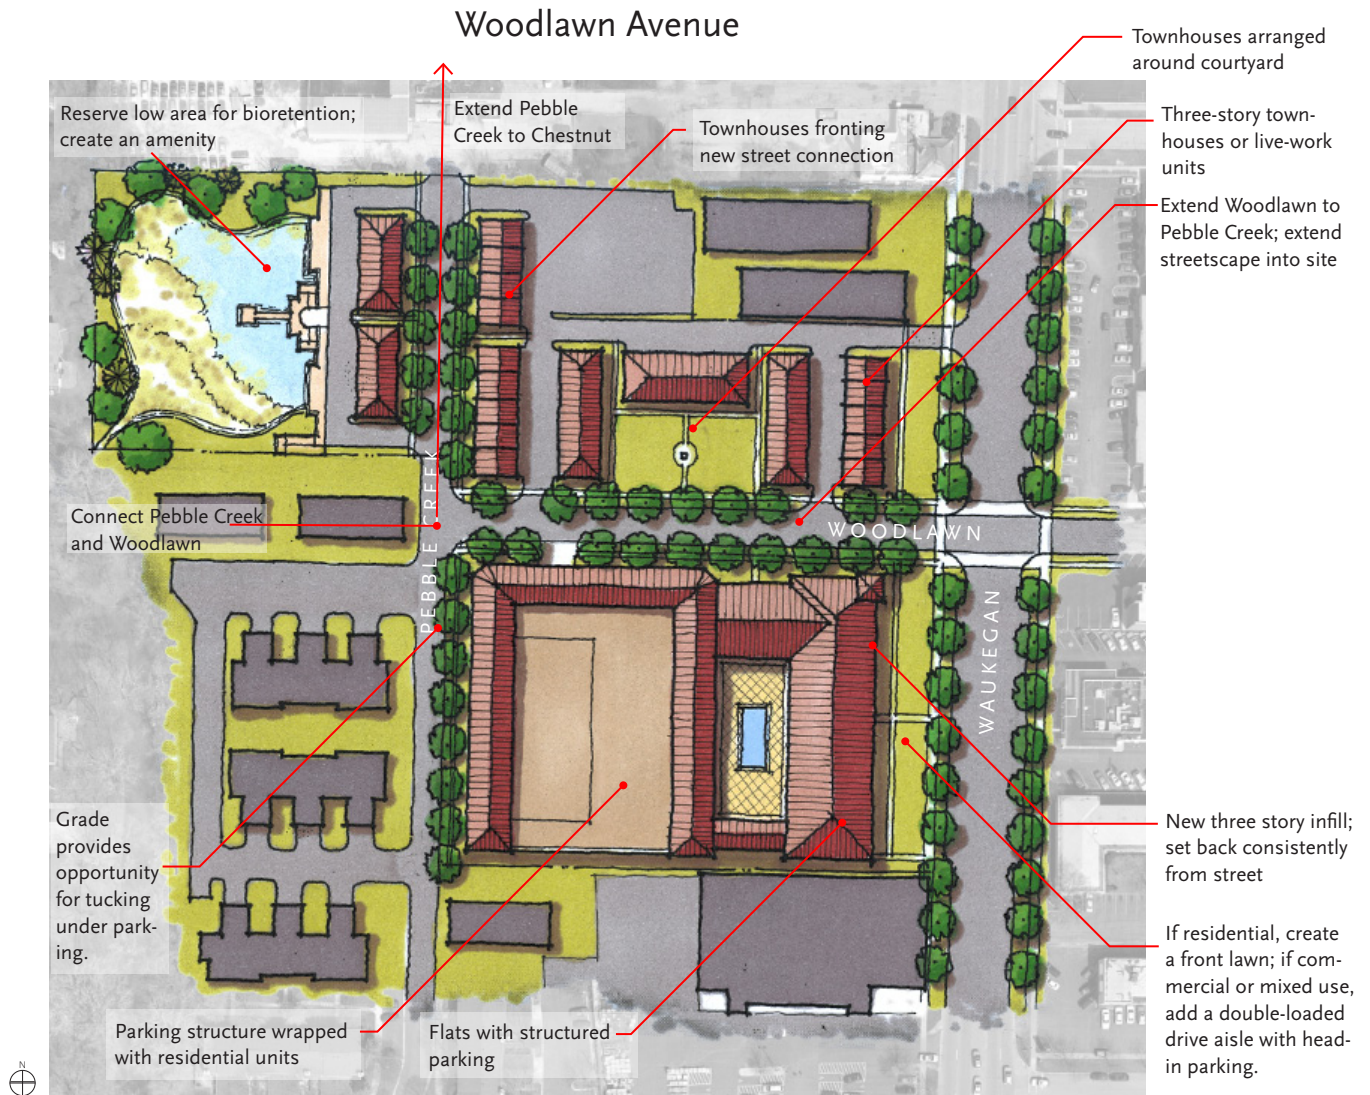 Woodlawn Avenue
Townhouses arranged
around courtyard
Reserve low area for bioretention;
create an amenity
Extend Pebble
Creek to Chestnut
Townhouses fronting
new street connection
Three-story town-
houses or live-work
units
Extend Woodlawn to
Pebble Creek; extend
streetscape into site
Connect Pebble Creek
and Woodlawn
PEBBLE CREEK
WOODLAWN
WAUKEGAN
Grade
provides
opportunity
for tucking
under park-
ing.
New three story infill;
set back consistently
from street
If residential, create
a front lawn; if com-
mercial or mixed use,
add a double-loaded
drive aisle with head-
in parking.
Parking structure wrapped
with residential units
Flats with structured
parking
N